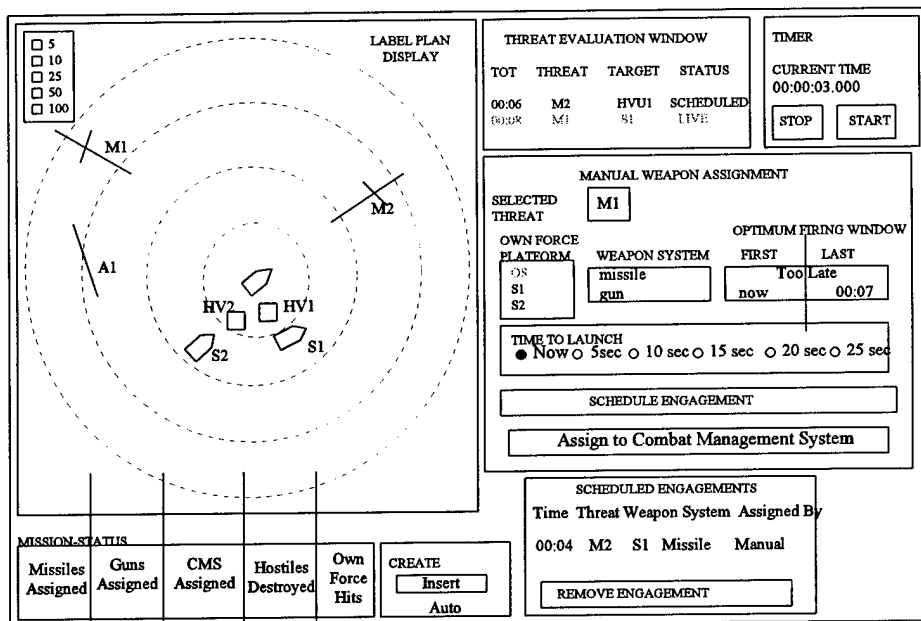 5
10
25
50
100
LABEL PLAN
DISPLAY
M1
M2
A1
HV2
HV1
S2
S1
THREAT EVALUATION WINDOW
TOT THREAT TARGET STATUS
00:06 M2 HVU1 SCHEDULED
00:08 M1 S1 LIVE
TIMER
CURRENT TIME
00:00:03.000
STOP START
MANUAL WEAPON ASSIGNMENT
SELECTED
THREAT
M1
OPTIMUM FIRING WINDOW
OWN FORCE
PLATFORM
WEAPON SYSTEM
FIRST LAST
OS
S1
S2
missile
gun
Too Late
now 00:07
TIME TO LAUNCH
Now 5sec 10 sec 15 sec 20 sec 25 sec
SCHEDULE ENGAGEMENT
Assign to Combat Management System
SCHEDULED ENGAGEMENTS
Time Threat Weapon System Assigned By
00:04 M2 S1 Missile Manual
REMOVE ENGAGEMENT
MISSION-STATUS
Missiles
Assigned
Guns
Assigned
CMS
Assigned
Hostiles
Destroyed
Own
Force
Hits
CREATE
Insert
Auto